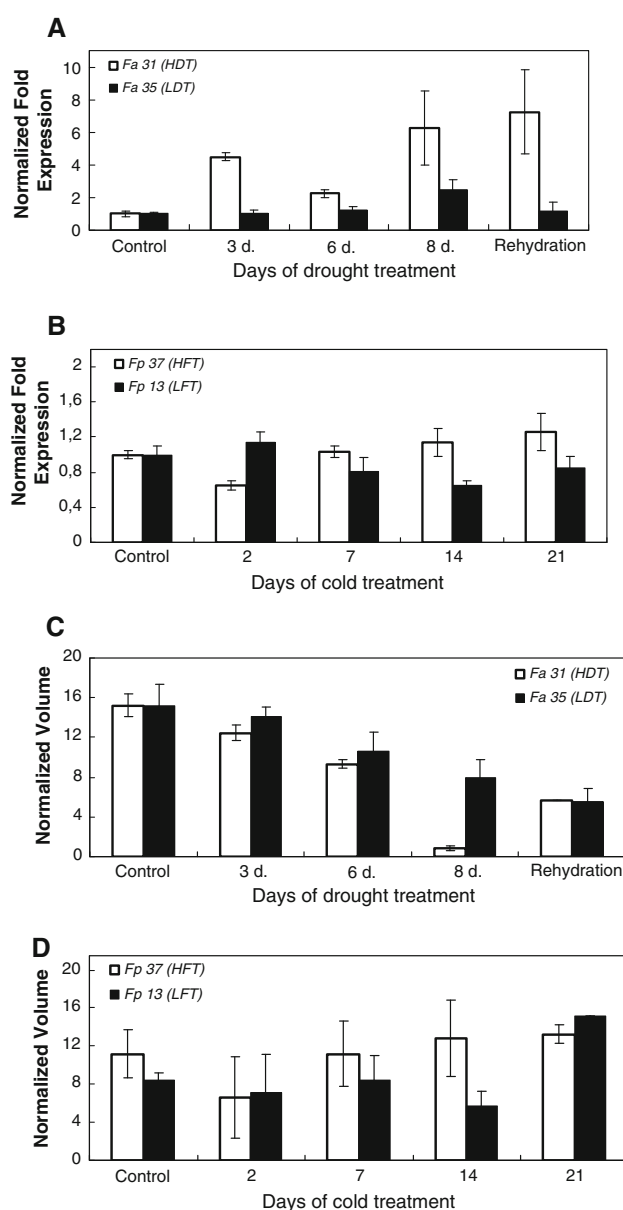 A
Fa 31 (HDT)
Fa 35 (LDT)
Normalized Fold
Expression
10
8
6
4
2
0
Control 3 d. 6 d. 8 d. Rehydration
Days of drought treatment
B
Fp 37 (HFT)
Fp 13 (LFT)
Normalized Fold
Expression
2
1,6
1,2
0,8
0,4
0
Control 2 7 14 21
Days of cold treatment
C
Fa 31 (HDT)
Fa 35 (LDT)
Normalized Volume
20
16
12
8
4
0
Control 3 d. 6 d. 8 d. Rehydration
Days of drought treatment
D
Fp 37 (HFT)
Fp 13 (LFT)
Normalized Volume
20
16
12
8
4
0
Control 2 7 14 21
Days of cold treatment